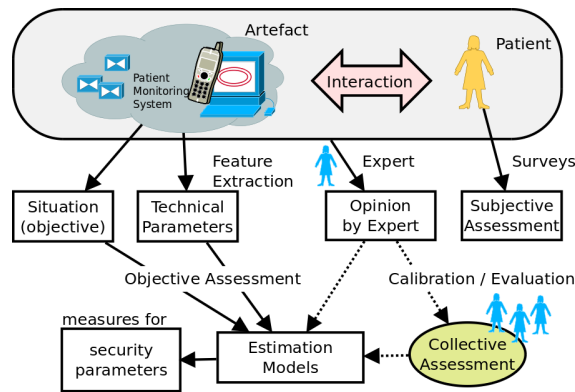 Artefact
Patient
Patient
Monitoring
System
Interaction
Feature
Extraction
Expert
Surveys
Situation
(objective)
Technical
Parameters
Opinion
by Expert
Subjective
Assessment
Objective Assessment
Calibration / Evaluation
measures for
security
parameters
Estimation
Models
Collective
Assessment